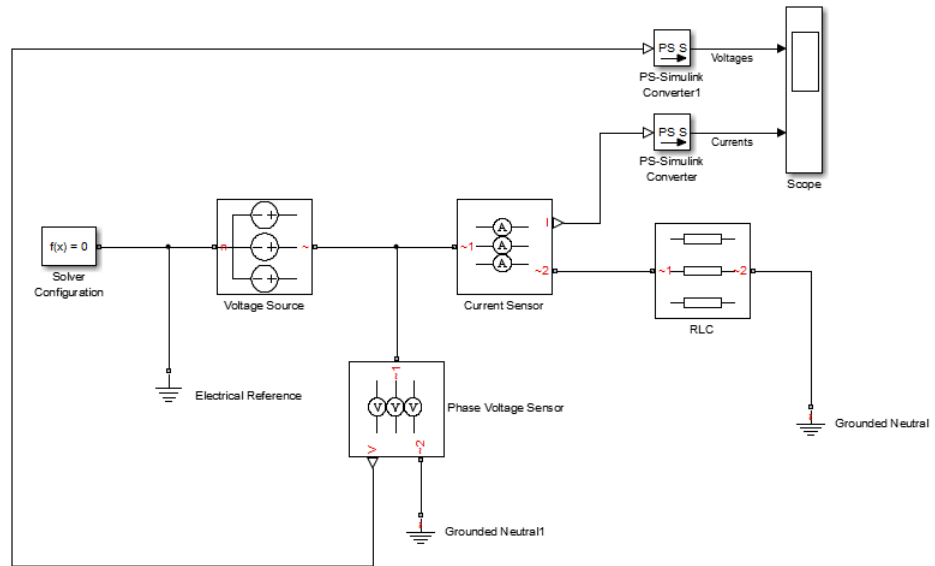 PS S
Voltages
PS-Simulink
Converter1
PS S
Currents
PS-Simulink
Converter
Scope
f(x) = 0
Solver
Configuration
n
~
Voltage Source
~1
A
A
A
I
~2
Current Sensor
~1
~2
RLC
Electrical Reference
~1
V V V
V
~2
Phase Voltage Sensor
Grounded Neutral
Grounded Neutral1